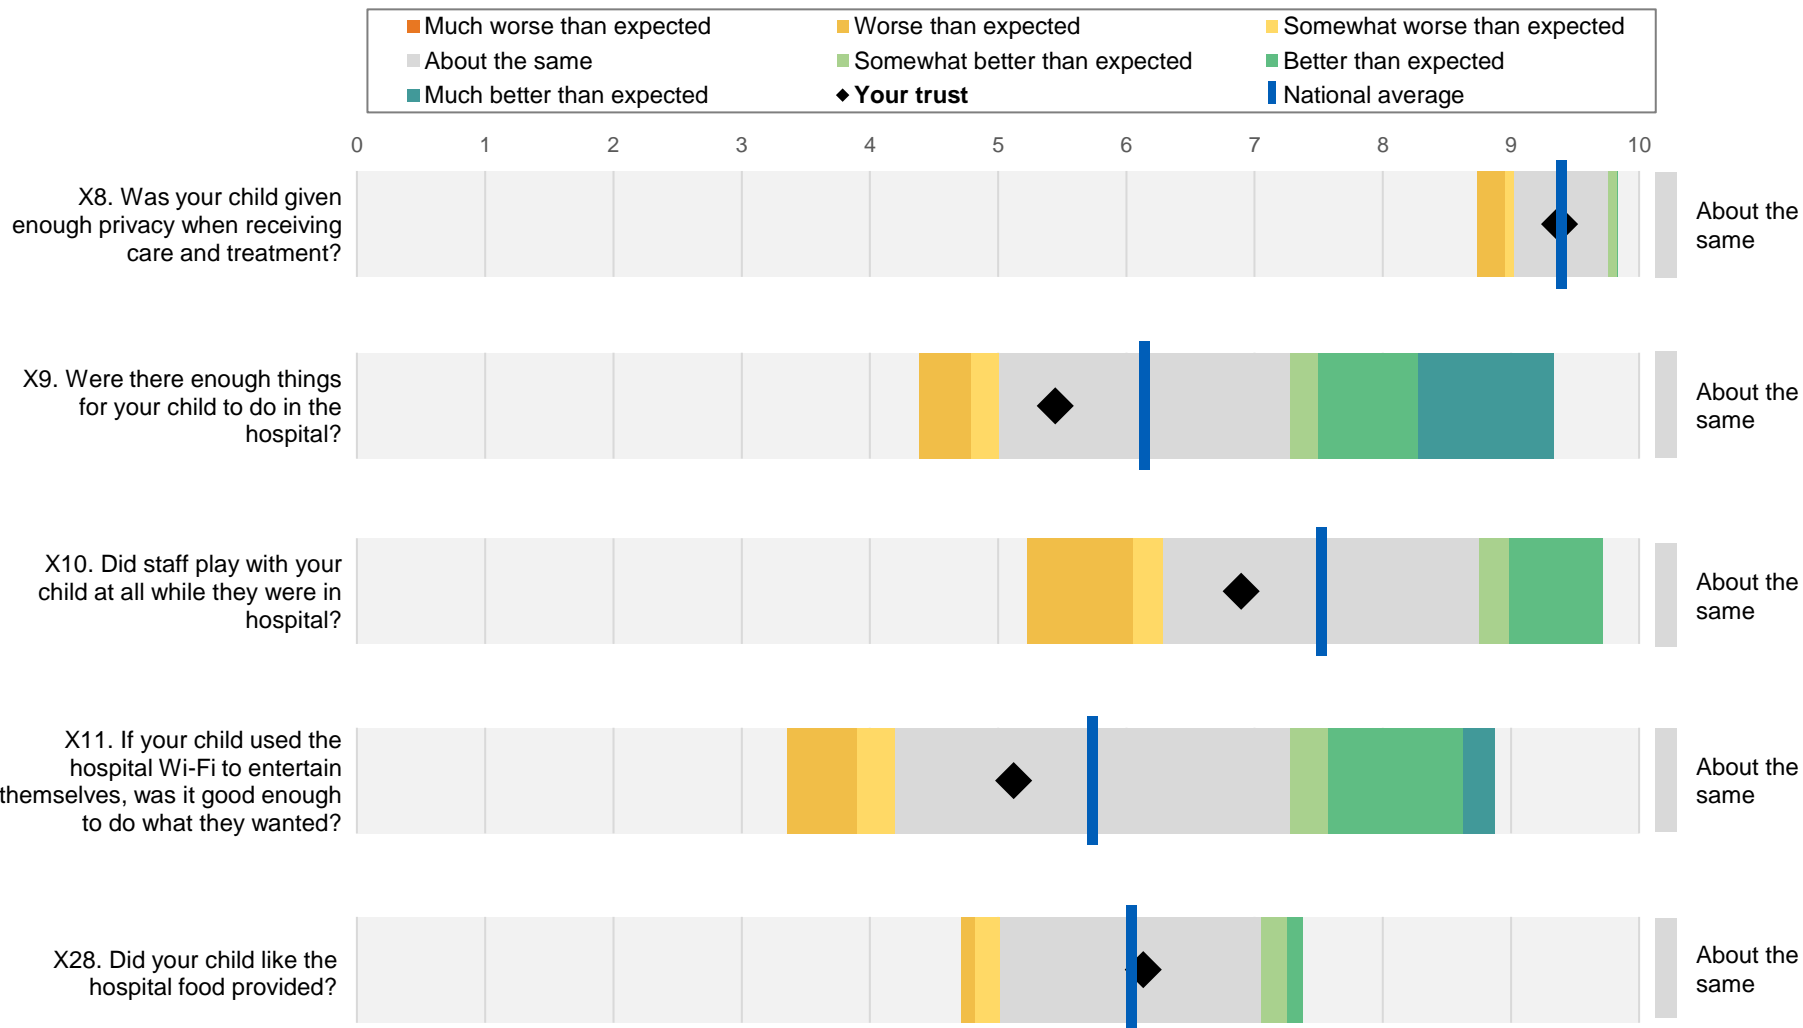 Much worse than expected
Worse than expected
Somewhat worse than expected
About the same
Somewhat better than expected
Better than expected
Much better than expected
Your trust
National average
0 1 2 3 4 5 6 7 8 9 10
X8. Was your child given
enough privacy when receiving
care and treatment?
About the
same
X9. Were there enough things
for your child to do in the
hospital?
About the
same
X10. Did staff play with your
child at all while they were in
hospital?
About the
same
X11. If your child used the
hospital Wi-Fi to entertain
themselves, was it good enough
to do what they wanted?
About the
same
X28. Did your child like the
hospital food provided?
About the
same